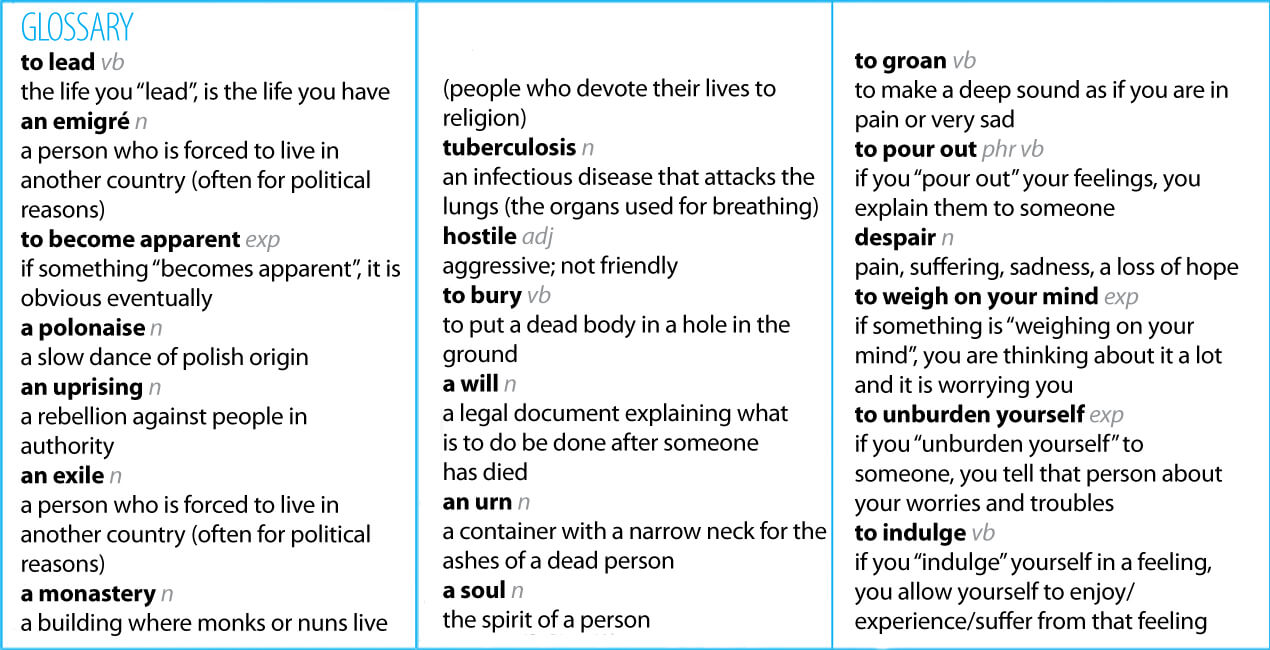 GLOSSARY
to lead vb
the life you “lead”, is the life you have
an emigré n
a person who is forced to live in
another country (often for political
reasons)
to become apparent exp
if something “becomes apparent”, it is
obvious eventually
a polonaise n
a slow dance of polish origin
an uprising n
a rebellion against people in
authority
an exile n
a person who is forced to live in
another country (often for political
reasons)
a monastery n
a building where monks or nuns live
(people who devote their lives to
religion)
tuberculosis n
an infectious disease that attacks the
lungs (the organs used for breathing)
hostile adj
aggressive; not friendly
to bury vb
to put a dead body in a hole in the
ground
a will n
a legal document explaining what
is to do be done after someone
has died
an urn n
a container with a narrow neck for the
ashes of a dead person
a soul n
the spirit of a person
to groan vb
to make a deep sound as if you are in
pain or very sad
to pour out phr vb
if you “pour out” your feelings, you
explain them to someone
despair n
pain, suffering, sadness, a loss of hope
to weigh on your mind exp
if something is “weighing on your
mind”, you are thinking about it a lot
and it is worrying you
to unburden yourself exp
if you “unburden yourself” to
someone, you tell that person about
your worries and troubles
to indulge vb
if you “indulge” yourself in a feeling,
you allow yourself to enjoy/
experience/suffer from that feeling